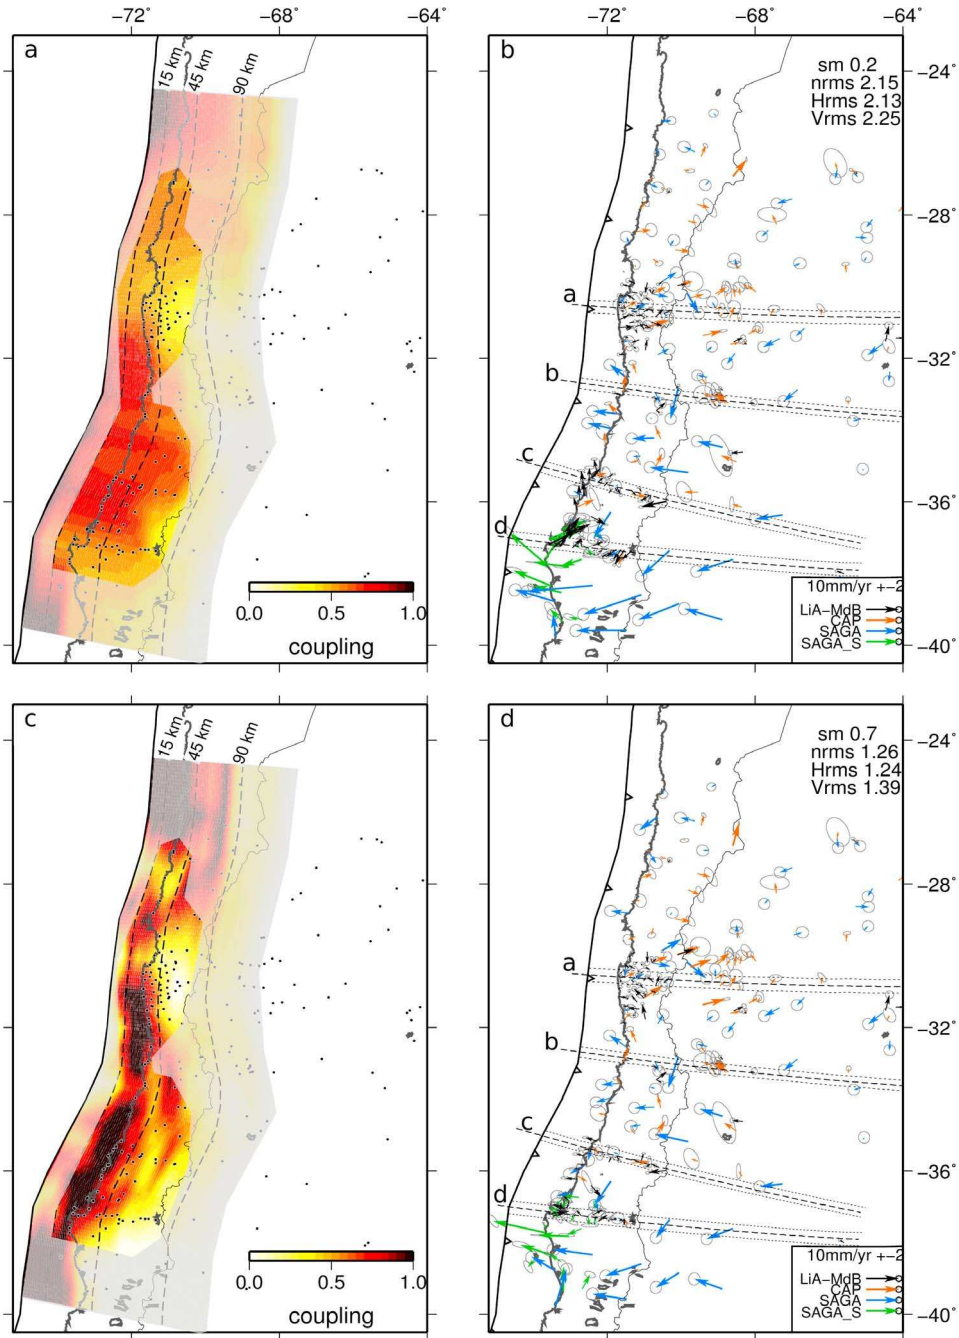 −72° −68° −64° −72° −68° −64°
a
15 km
45 km
90 km
0.0 0.5 1.0
coupling
b
sm 0.2
nrms 2.15
Hrms 2.13
Vrms 2.25
−24°
−28°
a
−32°
b
c
−36°
d
10mm/yr +−2
LiA−MdB
CAP
SAGA
SAGA_S
−40°
c
15 km
45 km
90 km
0.0 0.5 1.0
coupling
d
sm 0.7
nrms 1.26
Hrms 1.24
Vrms 1.39
−24°
−28°
a
−32°
b
c
−36°
d
10mm/yr +−2
LiA−MdB
CAP
SAGA
SAGA_S
−40°